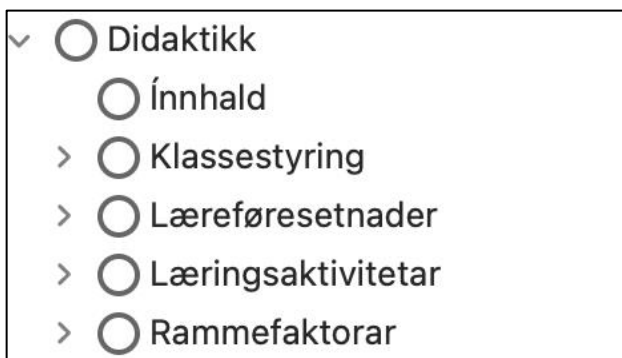 Didaktikk
Ínnhald
Klassestyring
Læreføresetnader
Læringsaktivitetar
Rammefaktorar